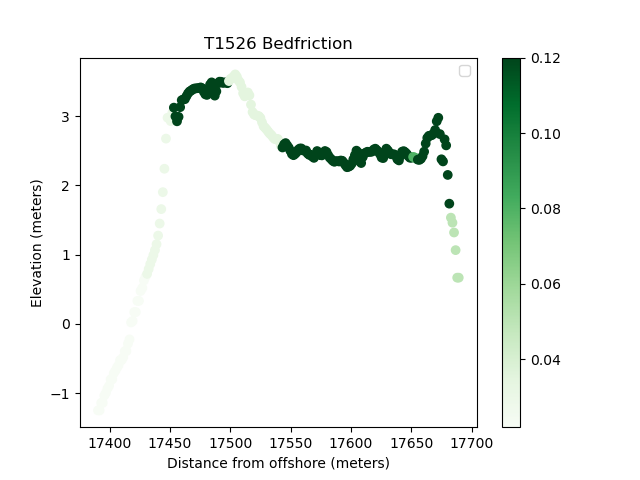 T1526 Bedfriction
Elevation (meters)
3
2
1
0
−1
17400 17450 17500 17550 17600 17650 17700
Distance from offshore (meters)
0.12
0.10
0.08
0.06
0.04